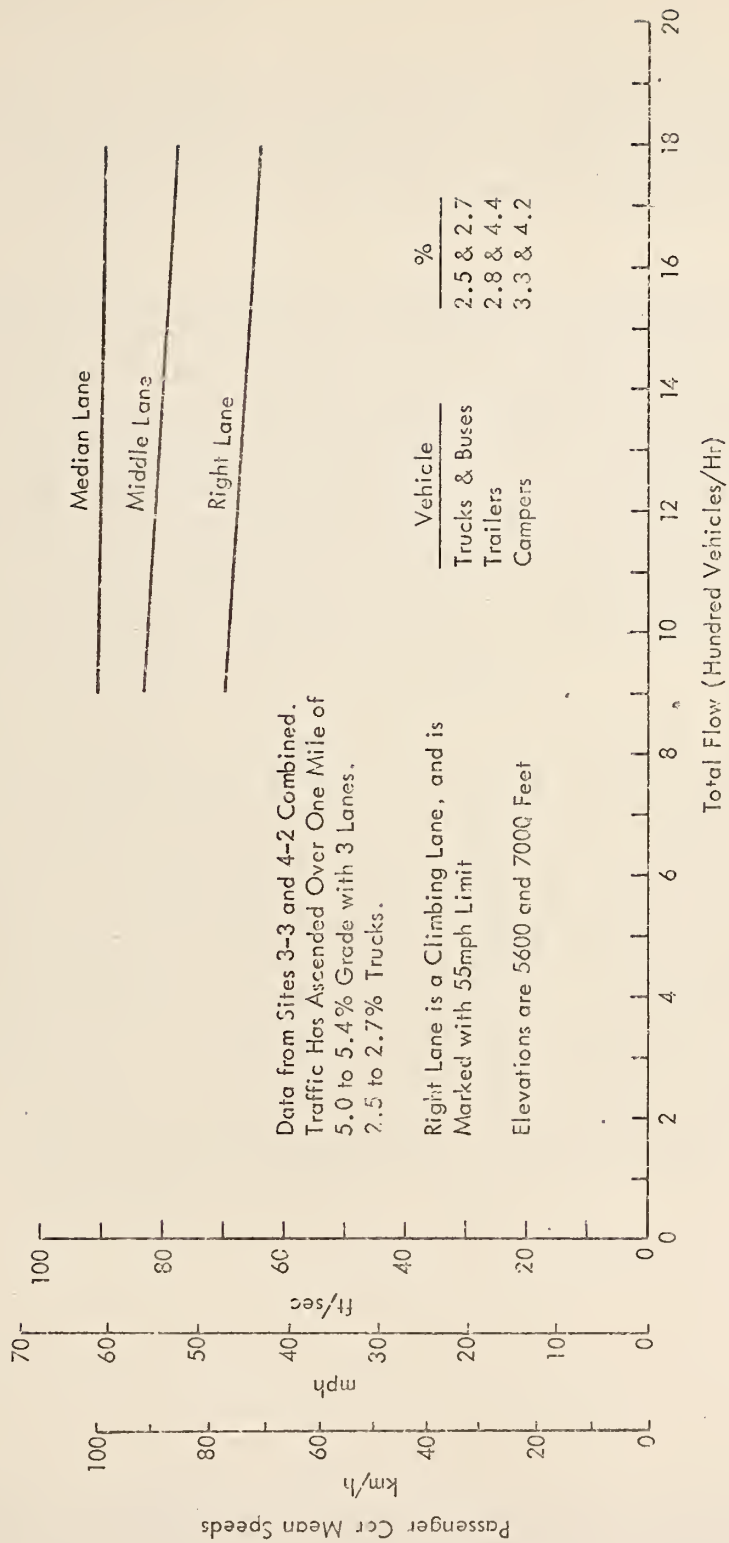 Passenger Car Mean Speeds
km/h
100
80
60
40
20
0
mph
70
60
50
40
30
20
10
0
ft/sec
100
80
60
40
20
0
Median Lane
Middle Lane
Right Lane
Data from Sites 3-3 and 4-2 Combined.
Traffic Has Ascended Over One Mile of
5.0 to 5.4% Grade with 3 Lanes.
2.5 to 2.7% Trucks.
Right Lane is a Climbing Lane, and is
Marked with 55mph Limit
Elevations are 5600 and 7000 Feet
Vehicle %
Trucks & Buses 2.5 & 2.7
Trailers 2.8 & 4.4
Campers 3.3 & 4.2
0 2 4 6 8 10 12 14 16 18 20
Total Flow (Hundred Vehicles/Hr)